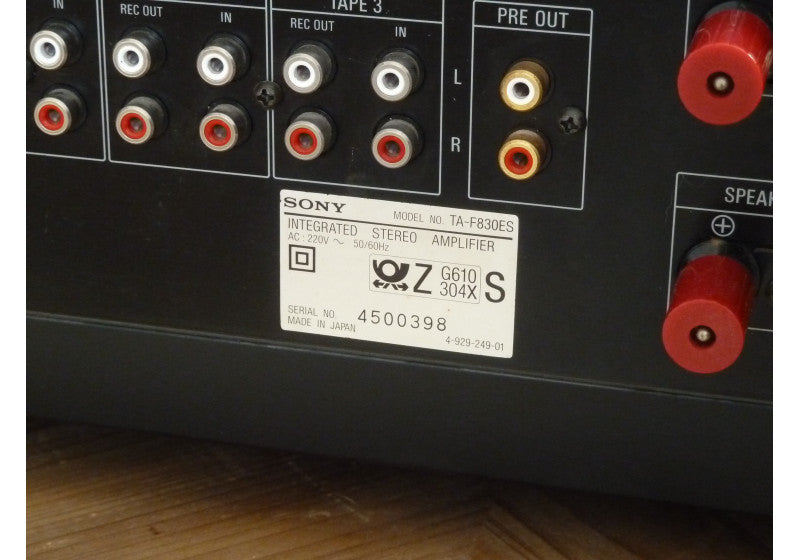 IN
REC OUT
IN
TAPE 3
REC OUT
IN
PRE OUT
L
R
SONY
MODEL NO. TA-F830ES
INTEGRATED STEREO AMPLIFIER
AC : 220V ～ 50/60Hz
Z G610 304X S
SERIAL NO. 4500398
MADE IN JAPAN
4-929-249-01
SPEAK
+